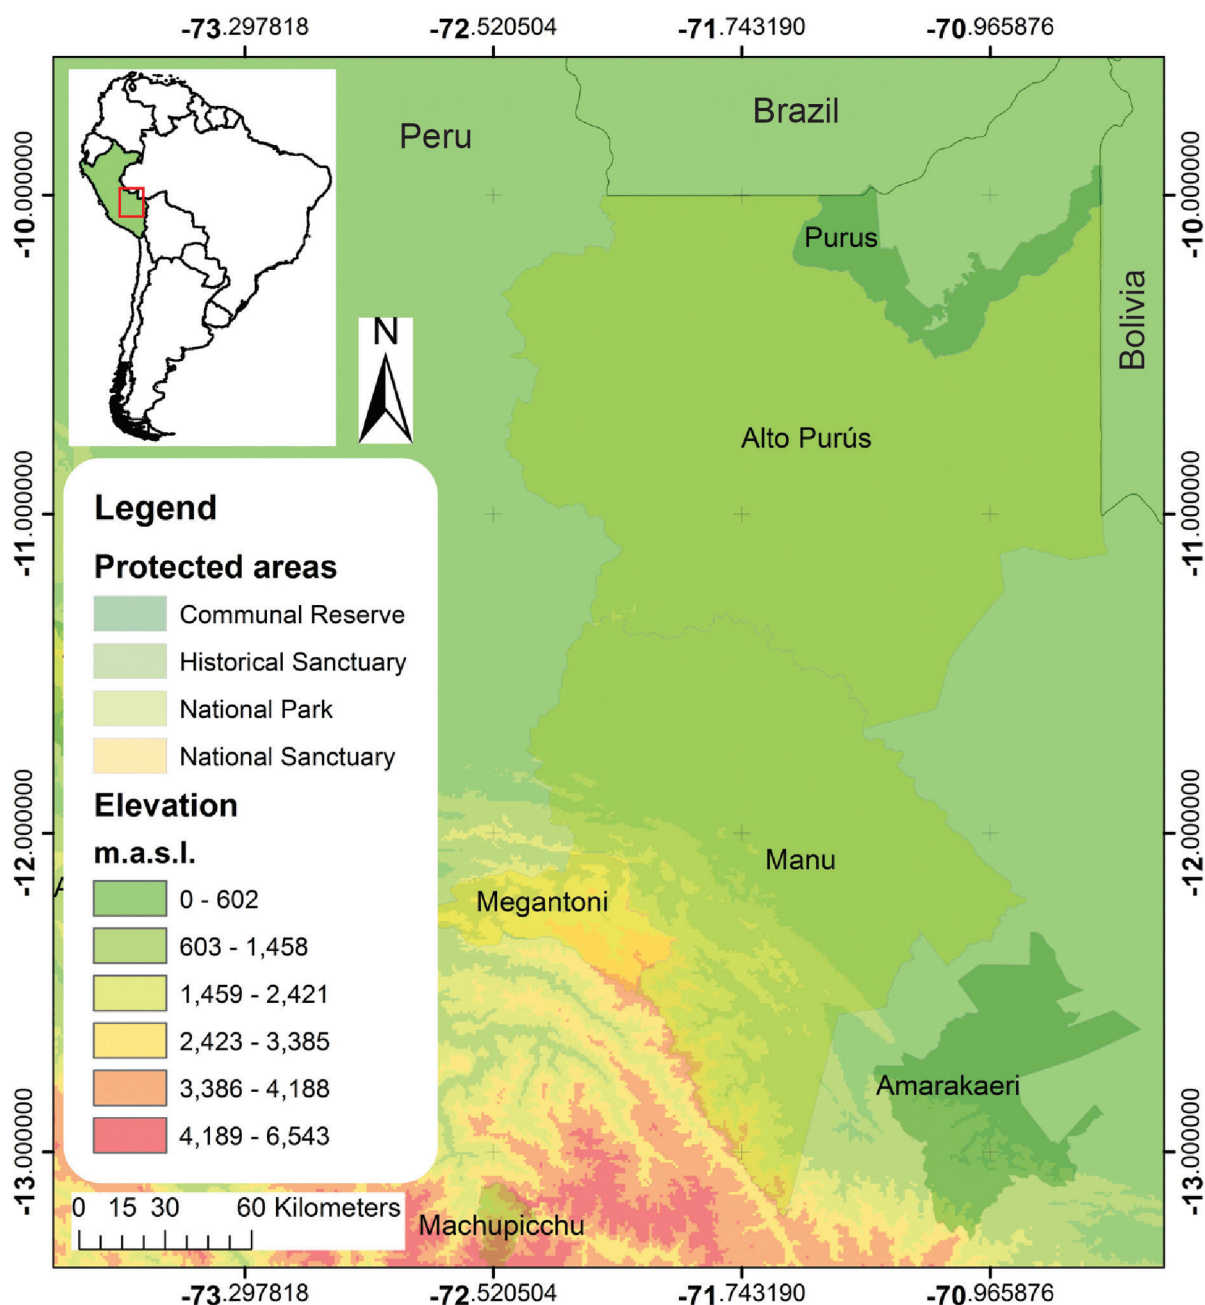 -73.297818 -72.520504 -71.743190 -70.965876
Peru
Brazil
Bolivia
N
Purus
Alto Purús
-10.000000
-11.000000
-12.000000
-13.000000
-10.000000
-11.000000
-12.000000
-13.000000
Legend
Protected areas
Communal Reserve
Historical Sanctuary
National Park
National Sanctuary
Elevation
m.a.s.l.
0 - 602
603 - 1,458
1,459 - 2,421
2,423 - 3,385
3,386 - 4,188
4,189 - 6,543
Manu
Megantoni
Amarakaeri
Machupicchu
0 15 30 60 Kilometers
-73.297818 -72.520504 -71.743190 -70.965876